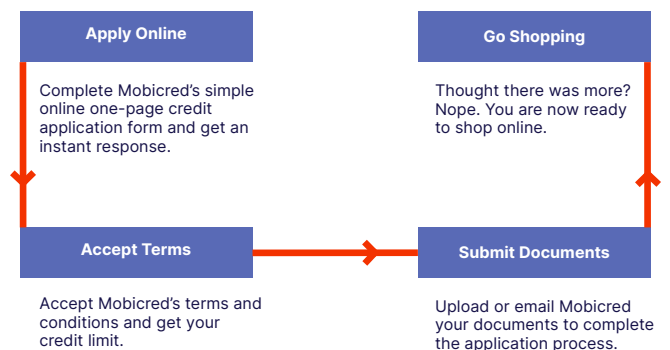 Apply Online
Complete Mobicred's simple
online one-page credit
application form and get an
instant response.
Accept Terms
Accept Mobicred's terms and
conditions and get your
credit limit.
Submit Documents
Upload or email Mobicred
your documents to complete
the application process.
Go Shopping
Thought there was more?
Nope. You are now ready
to shop online.